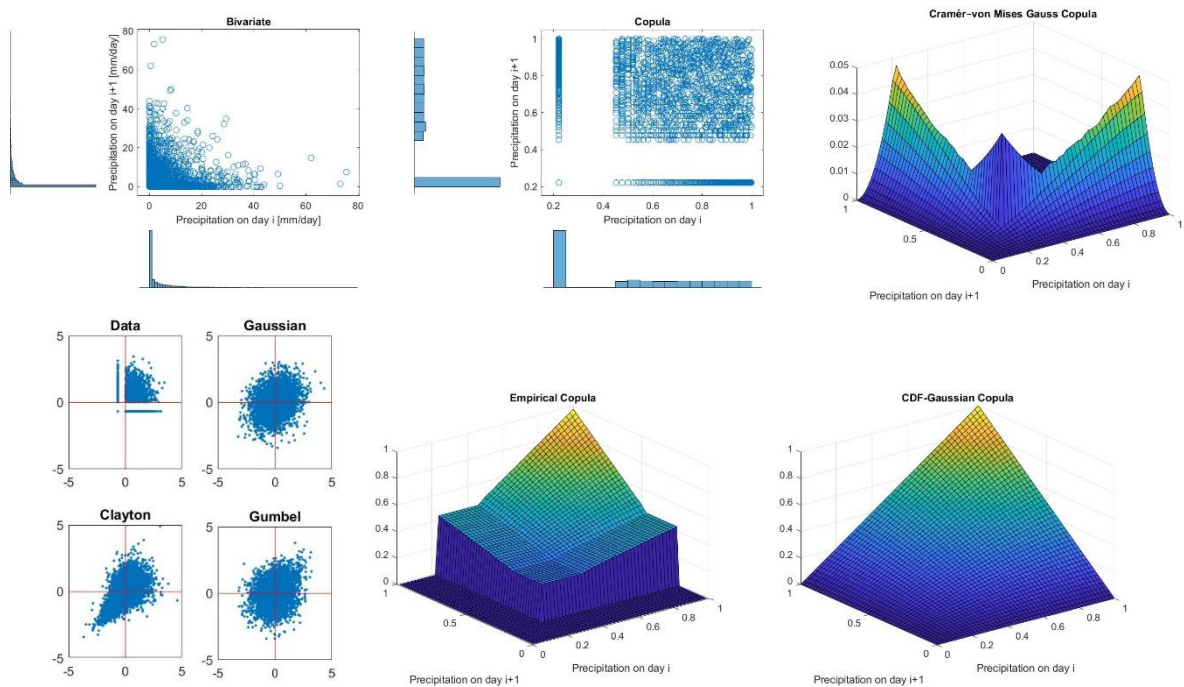 Bivariate
Precipitation on day i+1 [mm/day]
80
60
40
20
0
0 20 40 60 80
Precipitation on day i [mm/day]
Copula
Precipitation on day i+1
1
0.8
0.6
0.4
0.2
0.2 0.4 0.6 0.8 1
Precipitation on day i
Cramér–von Mises Gauss Copula
0.05
0.04
0.03
0.02
0.01
0
1
0.5
0
0 0.2 0.4 0.6 0.8 1
Precipitation on day i+1
Precipitation on day i
Data
5
0
-5
-5 0 5
Gaussian
5
0
-5
-5 0 5
Clayton
5
0
-5
-5 0 5
Gumbel
5
0
-5
-5 0 5
Empirical Copula
1
0.8
0.6
0.4
0.2
0
1
0.5
0
0 0.2 0.4 0.6 0.8 1
Precipitation on day i+1
Precipitation on day i
CDF-Gaussian Copula
1
0.8
0.6
0.4
0.2
0
1
0.5
0
0 0.2 0.4 0.6 0.8 1
Precipitation on day i+1
Precipitation on day i